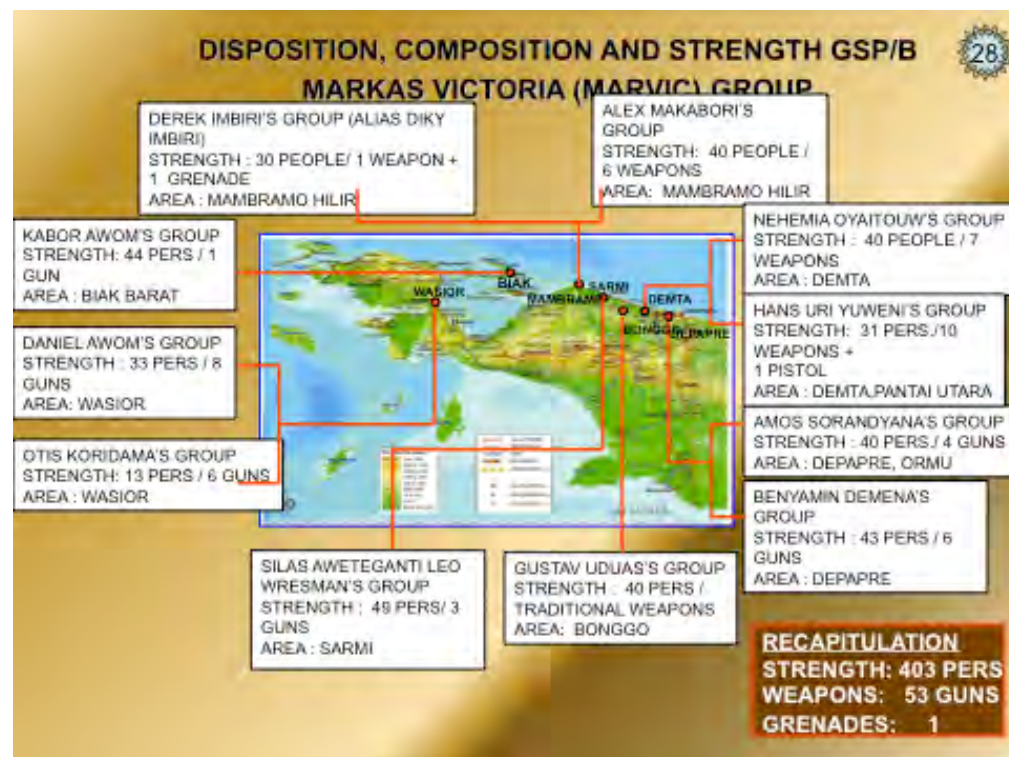 DISPOSITION, COMPOSITION AND STRENGTH GSP/B
MARKAS VICTORIA (MARVIC) GROUP
28
DEREK IMBIRI'S GROUP (ALIAS DIKY
IMBIRI)
STRENGTH : 30 PEOPLE/ 1 WEAPON +
1 GRENADE
AREA : MAMBRAMO HILIR
ALEX MAKABORI'S
GROUP
STRENGTH: 40 PEOPLE /
6 WEAPONS
AREA: MAMBRAMO HILIR
KABOR AWOM'S GROUP
STRENGTH: 44 PERS / 1
GUN
AREA : BIAK BARAT
DANIEL AWOM'S GROUP
STRENGTH : 33 PERS / 8
GUNS
AREA: WASIOR
OTIS KORIDAMA'S GROUP
STRENGTH: 13 PERS / 6 GUNS
AREA : WASIOR
NEHEMIA OYAITOUW'S GROUP
STRENGTH : 40 PEOPLE / 7
WEAPONS
AREA : DEMTA
HANS URI YUWENI'S GROUP
STRENGTH: 31 PERS./10
WEAPONS +
1 PISTOL
AREA : DEMTA,PANTAI UTARA
AMOS SORANDYANA'S GROUP
STRENGTH : 40 PERS./ 4 GUNS
AREA : DEPAPRE, ORMU
BENYAMIN DEMENA'S
GROUP
STRENGTH : 43 PERS / 6
GUNS
AREA : DEPAPRE
WASIOR
BIAK
SARMI
MAMBRAMO
DEMTA
BONGGO
DEPAPRE
SILAS AWETEGANTI LEO
WRESMAN'S GROUP
STRENGTH : 49 PERS/ 3
GUNS
AREA : SARMI
GUSTAV UDUAS'S GROUP
STRENGTH : 40 PERS /
TRADITIONAL WEAPONS
AREA: BONGGO
RECAPITULATION
STRENGTH: 403 PERS
WEAPONS: 53 GUNS
GRENADES: 1